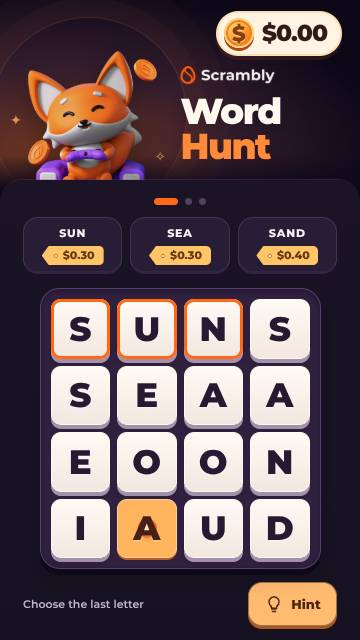 $0.00
Scrambly
Word
Hunt
SUN SEA SAND
$0.30 $0.30 $0.40
S U N S
S E A A
E O O N
I A U D
Choose the last letter Hint